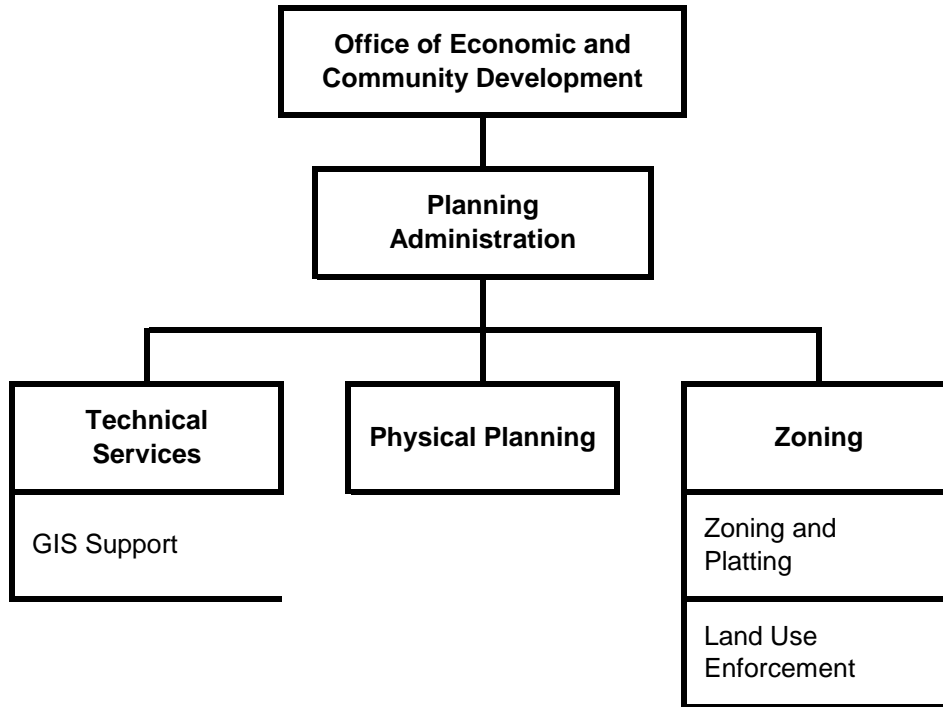 Office of Economic and
Community Development
Planning
Administration
Technical
Services
Physical Planning
Zoning
GIS Support
Zoning and
Platting
Land Use
Enforcement